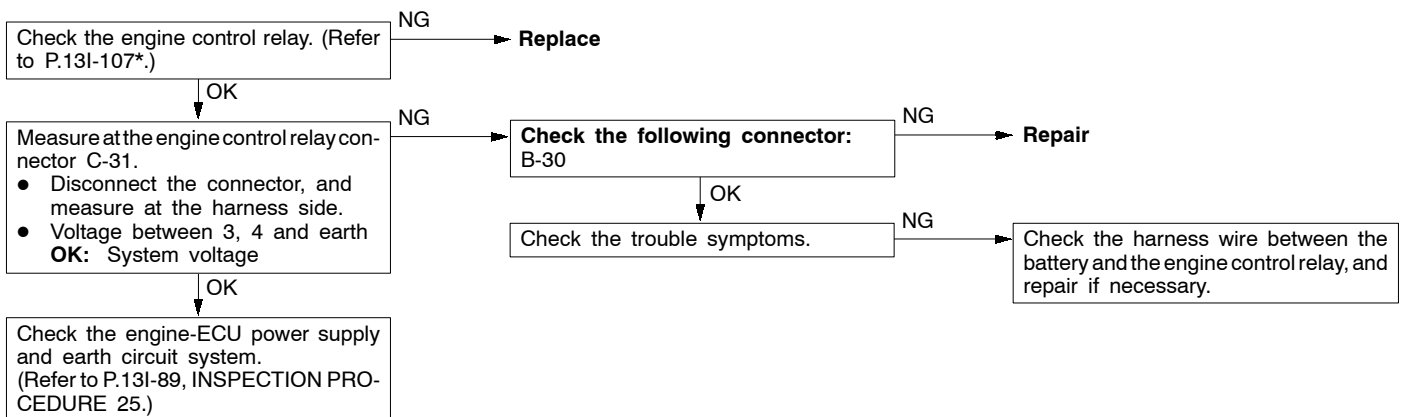 NG
Check the engine control relay. (Refer
to P.13I-107*.)
Replace
OK
NG
Measure at the engine control relay con-
nector C-31.
● Disconnect the connector, and
measure at the harness side.
● Voltage between 3, 4 and earth
OK: System voltage
Check the following connector:
B-30
NG
Repair
OK
Check the trouble symptoms.
NG
Check the harness wire between the
battery and the engine control relay, and
repair if necessary.
OK
Check the engine-ECU power supply
and earth circuit system.
(Refer to P.13I-89, INSPECTION PRO-
CEDURE 25.)